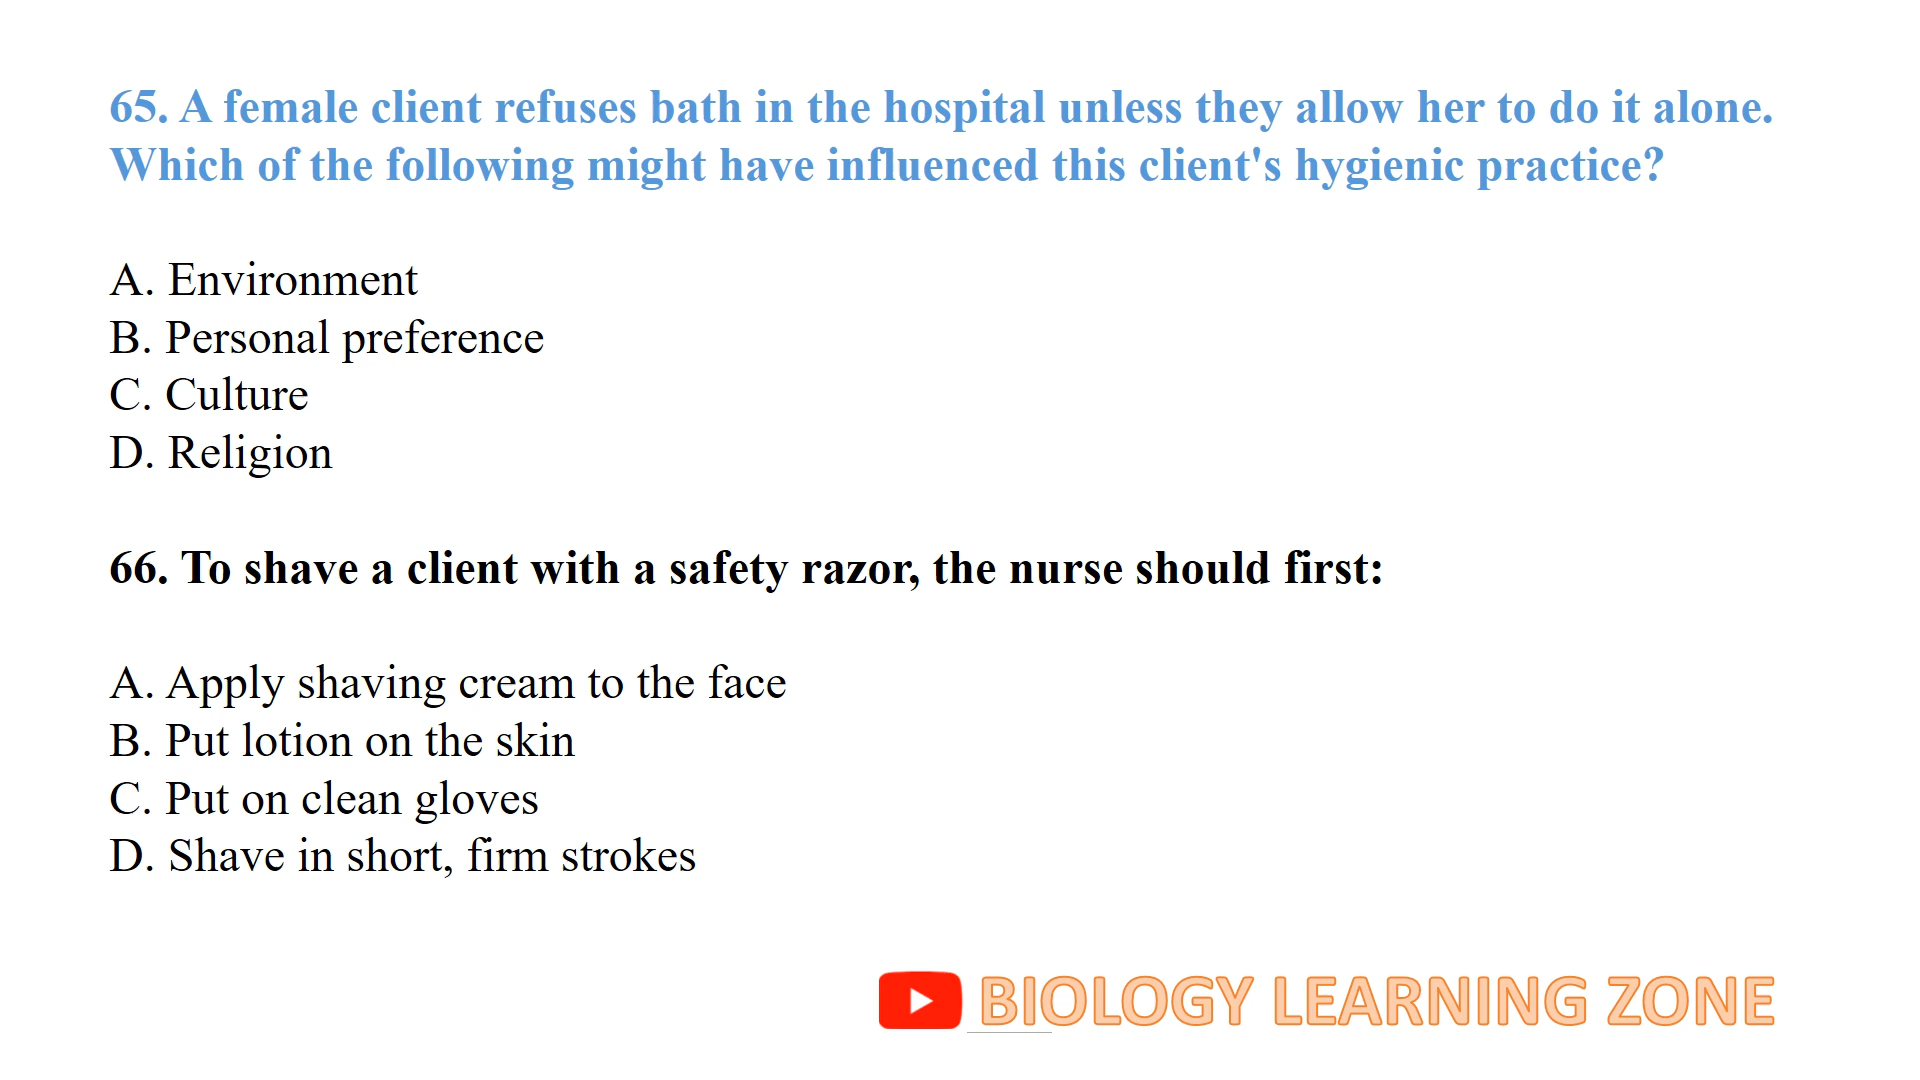 65. A female client refuses bath in the hospital unless they allow her to do it alone.
Which of the following might have influenced this client's hygienic practice?
A. Environment
B. Personal preference
C. Culture
D. Religion
66. To shave a client with a safety razor, the nurse should first:
A. Apply shaving cream to the face
B. Put lotion on the skin
C. Put on clean gloves
D. Shave in short, firm strokes
BIOLOGY LEARNING ZONE